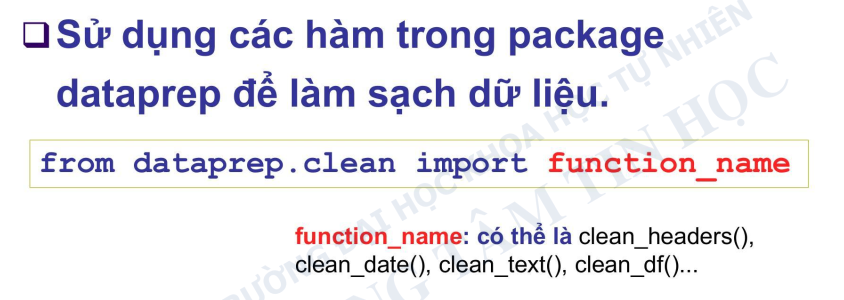 ❑ Sử dụng các hàm trong package
dataprep để làm sạch dữ liệu.
from dataprep.clean import function_name
function_name: có thể là clean_headers(),
clean_date(), clean_text(), clean_df()...
TRƯỜNG ĐẠI HỌC KHOA HỌC TỰ NHIÊN
TRUNG TÂM TIN HỌC